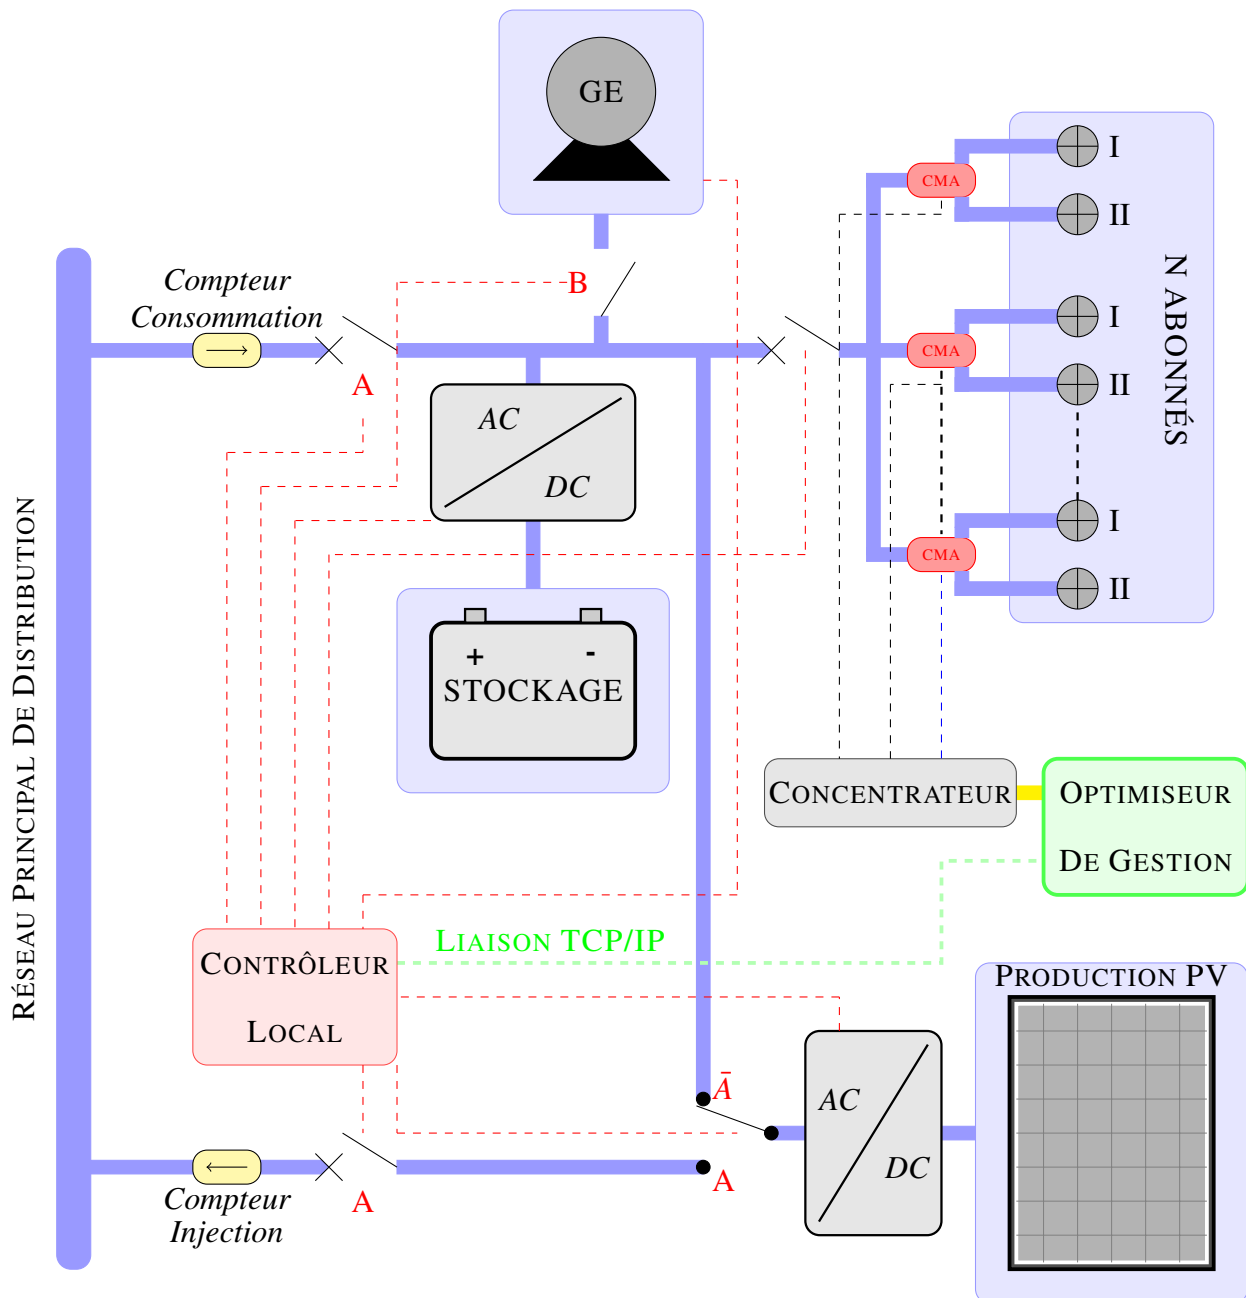 GE
I
CMA
II
N ABONNÉS
Compteur
Consommation
B
I
CMA
A
II
AC
DC
I
CMA
II
+ -
STOCKAGE
RÉSEAU PRINCIPAL DE DISTRIBUTION
CONCENTRATEUR
OPTIMISEUR
DE GESTION
LIAISON TCP/IP
CONTRÔLEUR
LOCAL
PRODUCTION PV
Ā
AC
DC
A
A
Compteur
Injection